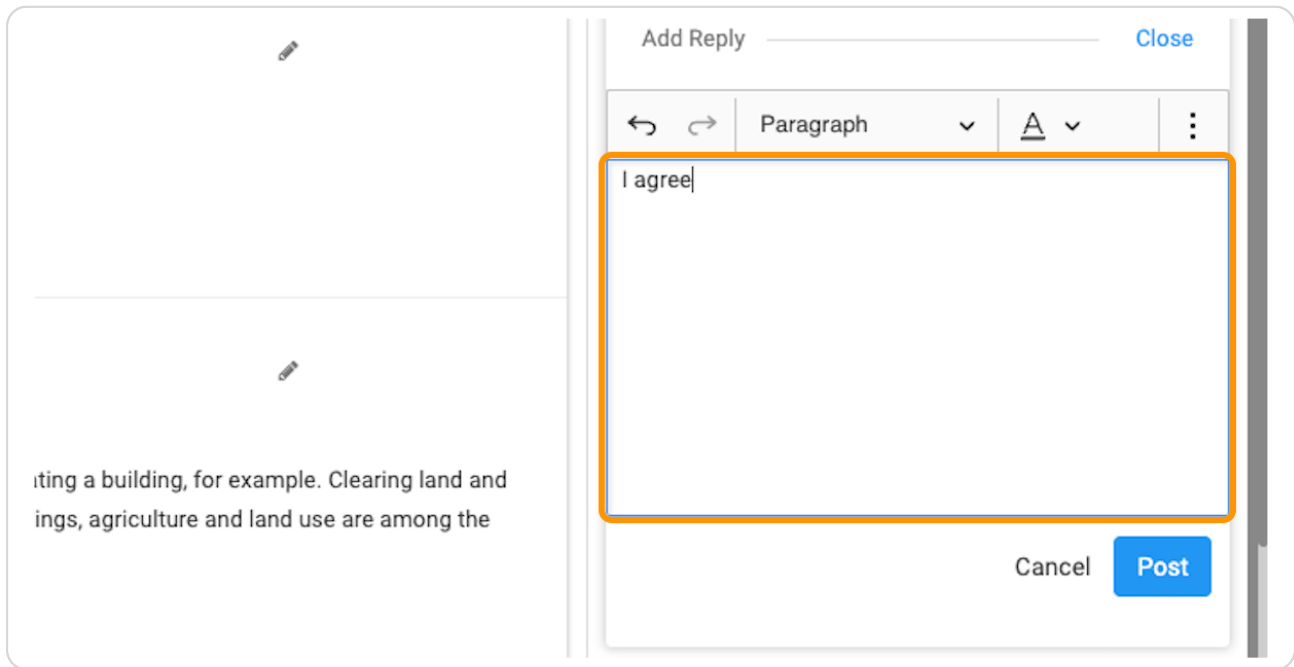 Add Reply
Close
Paragraph
A
I agree
ating a building, for example. Clearing land and
ings, agriculture and land use are among the
Cancel
Post